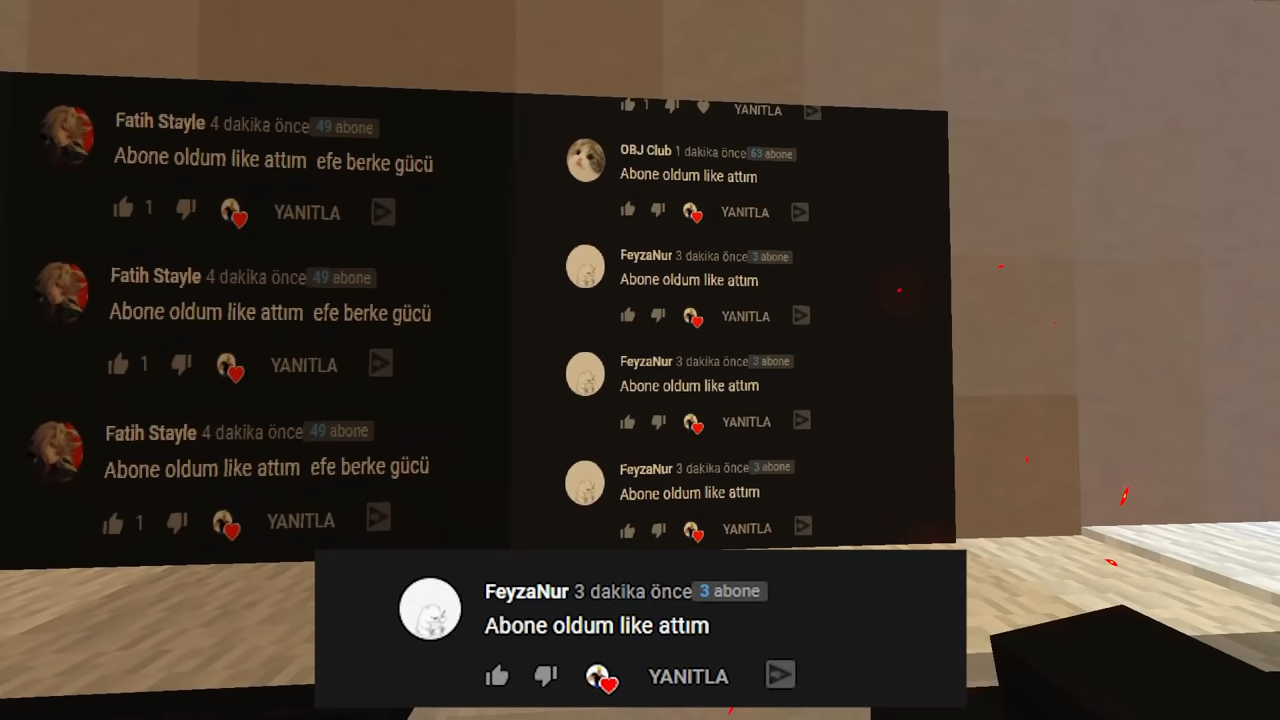 Fatih Stayle 4 dakika önce 49 abone
Abone oldum like attım efe berke gücü
1 YANITLA
Fatih Stayle 4 dakika önce 49 abone
Abone oldum like attım efe berke gücü
1 YANITLA
Fatih Stayle 4 dakika önce 49 abone
Abone oldum like attım efe berke gücü
1 YANITLA
1 YANITLA
OBJ Club 1 dakika önce 63 abone
Abone oldum like attım
YANITLA
FeyzaNur 3 dakika önce 3 abone
Abone oldum like attım
YANITLA
FeyzaNur 3 dakika önce 3 abone
Abone oldum like attım
YANITLA
FeyzaNur 3 dakika önce 3 abone
Abone oldum like attım
YANITLA
FeyzaNur 3 dakika önce 3 abone
Abone oldum like attım
YANITLA